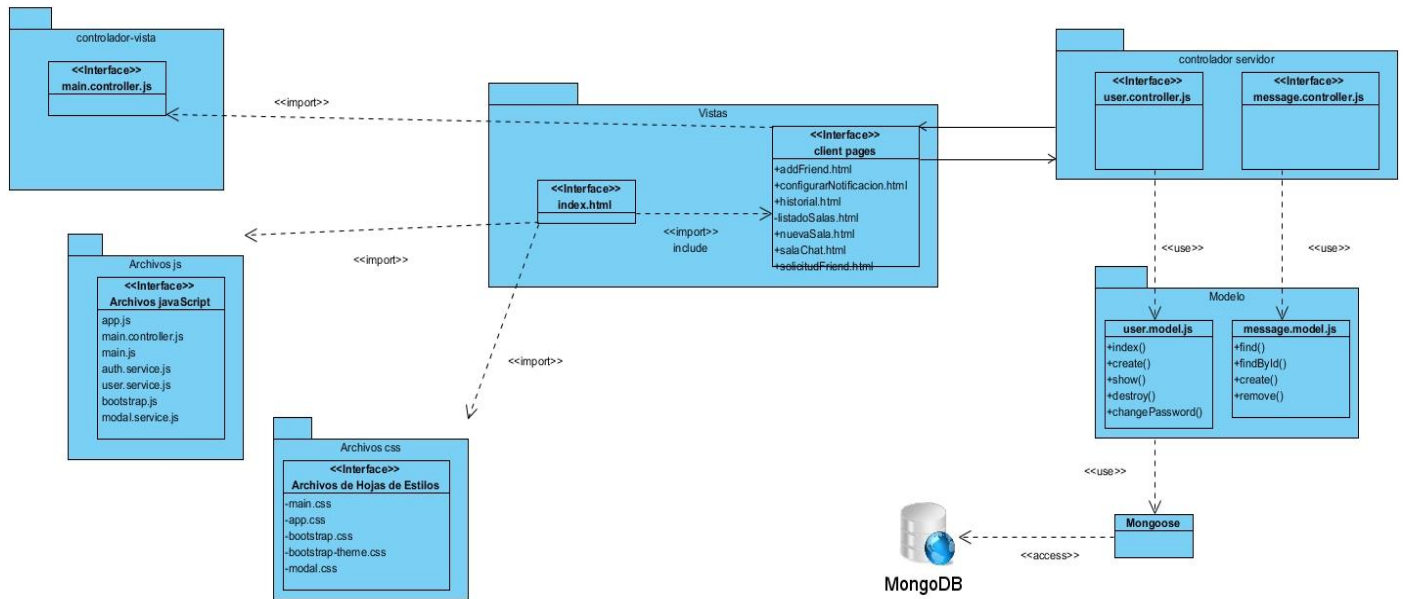 controlador-vista
<<Interface>>
main.controller.js
<<import>>
Vistas
<<Interface>>
client pages
+addFriend.html
+configurarNotificacion.html
+historial.html
-listadoSalas.html
+nuevaSala.html
+salaChat.html
+solicitudFriend.html
<<Interface>>
index.html
<<import>>
include
controlador servidor
<<Interface>>
user.controller.js
<<Interface>>
message.controller.js
<<use>>
<<use>>
Archivos js
<<Interface>>
Archivos javaScript
app.js
main.controller.js
main.js
auth.service.js
user.service.js
bootstrap.js
modal.service.js
<<import>>
<<import>>
Archivos css
<<Interface>>
Archivos de Hojas de Estilos
-main.css
-app.css
-bootstrap.css
-bootstrap-theme.css
-modal.css
Modelo
user.model.js
+index()
+create()
+show()
+destroy()
+changePassword()
message.model.js
+find()
+findById()
+create()
+remove()
<<use>>
Mongoose
<<access>>
MongoDB